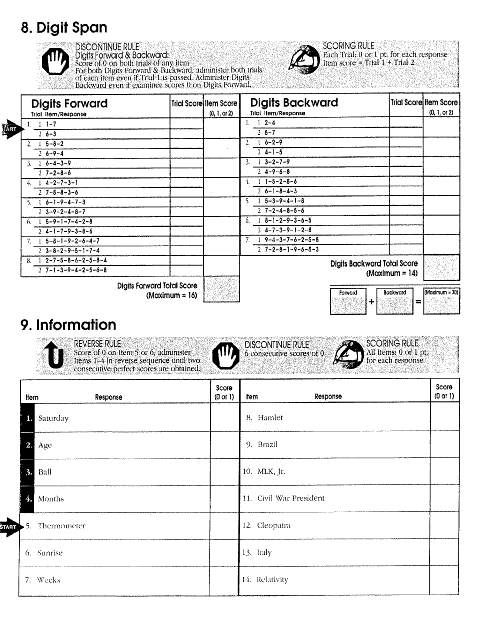 8. Digit Span
DISCONTINUE RULE
Digits Forward & Backward:
Score of 0 on both trials of any item
For both Digits Forward & Backward, administer both trials
of each item even if Trial 1 is passed. Administer Digits
Backward even if examinee scores 0 on Digits Forward.
SCORING RULE
Each Trial: 0 or 1 pt. for each response
Item score = Trial 1 + Trial 2
Digits Forward
Trial Score
Item Score
Trial Item/Response
(0, 1, or 2)
START
1. 1 1-7
2 6-3
2. 1 5-8-2
2 6-9-4
3. 1 6-4-3-9
2 7-2-8-6
4. 1 4-2-7-3-1
2 7-5-8-3-6
5. 1 6-1-9-4-7-3
2 3-9-2-4-8-7
6. 1 5-9-1-7-4-2-8
2 4-1-7-9-3-8-6
7. 1 5-8-1-9-2-6-4-7
2 3-8-2-9-5-1-7-4
8. 1 2-7-5-8-6-2-5-8-4
2 7-1-3-9-4-2-5-6-8
Digits Forward Total Score
(Maximum = 16)
Digits Backward
Trial Score
Item Score
Trial Item/Response
(0, 1, or 2)
1. 1 2-4
2 5-7
2. 1 6-2-9
2 4-1-5
3. 1 3-2-7-9
2 4-9-6-8
4. 1 1-5-2-8-6
2 6-1-8-4-3
5. 1 5-3-9-4-1-8
2 7-2-4-8-5-6
6. 1 8-1-2-9-3-6-5
2 4-7-3-9-1-2-8
7. 1 9-4-3-7-6-2-5-8
2 7-2-8-1-9-6-5-3
Digits Backward Total Score
(Maximum = 14)
Forward
Backward
(Maximum = 30)
+
=
9. Information
REVERSE RULE
Score of 0 on Item 5 or 6, administer
Items 1–4 in reverse sequence until two
consecutive perfect scores are obtained.
DISCONTINUE RULE
6 consecutive scores of 0
SCORING RULE
All Items: 0 or 1 pt.
for each response
Item
Response
Score
(0 or 1)
Item
Response
Score
(0 or 1)
1. Saturday
2. Age
3. Ball
4. Months
START
5. Thermometer
6. Sunrise
7. Weeks
8. Hamlet
9. Brazil
10. MLK, Jr.
11. Civil War President
12. Cleopatra
13. Italy
14. Relativity